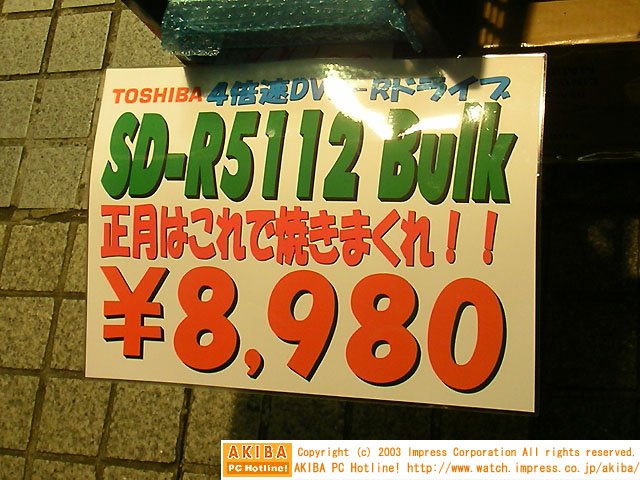 TOSHIBA 4倍速DVD-Rドライブ
SD-R5112 Bulk
正月はこれで焼きまくれ！！
¥8,980
AKIBA PC Hotline!
Copyright (c) 2003 Impress Corporation All rights reserved.
AKIBA PC Hotline! http://www.watch.impress.co.jp/akiba/